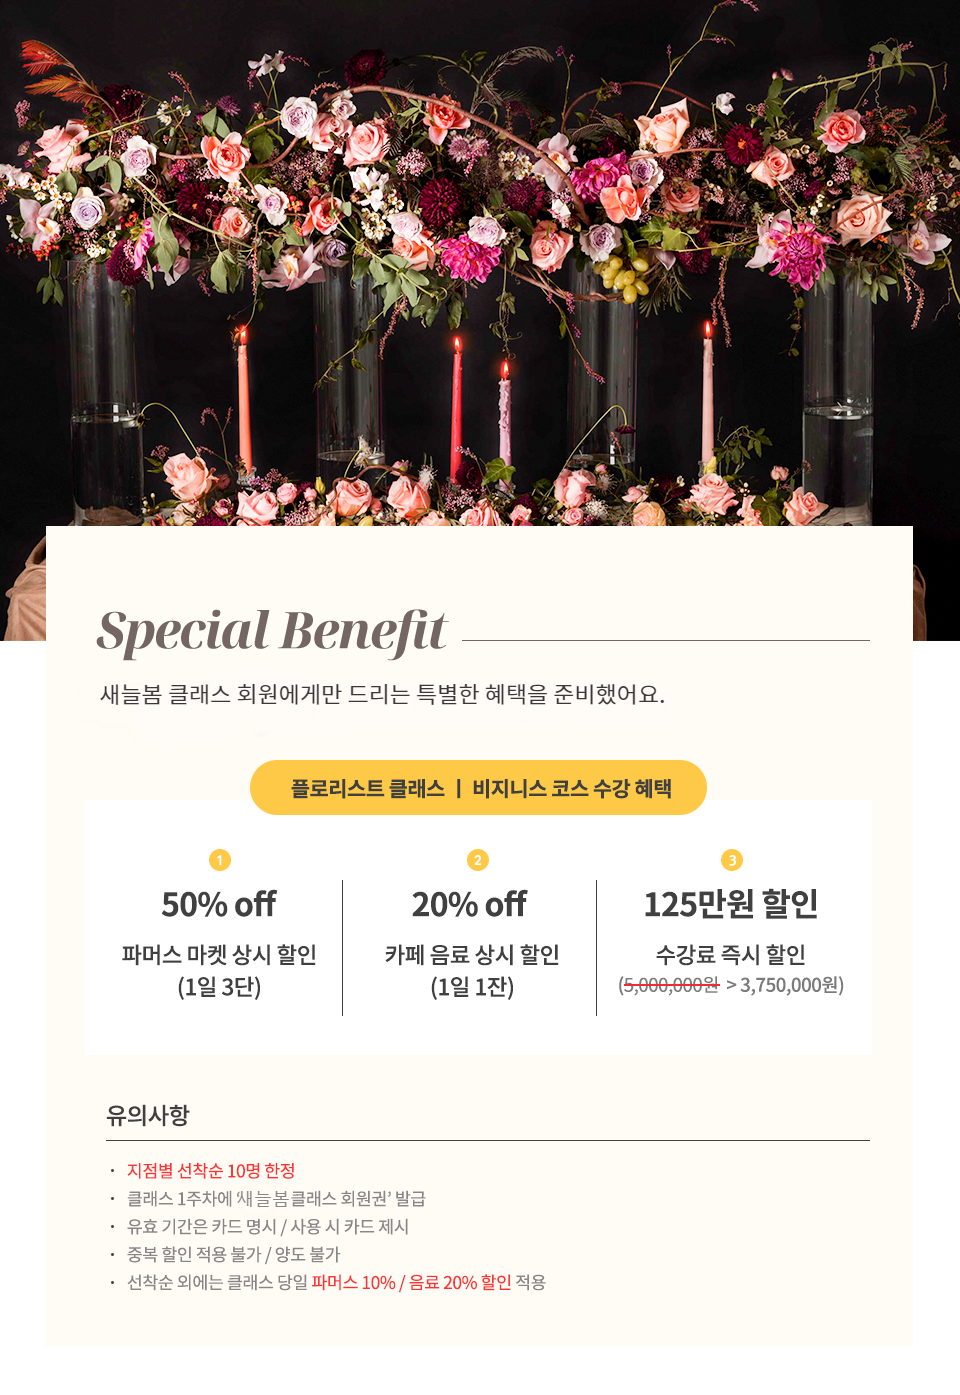 Special Benefit
새늘봄 클래스 회원에게만 드리는 특별한 혜택을 준비했어요.
플로리스트 클래스 ㅣ 비지니스 코스 수강 혜택
1
50% off
파머스 마켓 상시 할인
(1일 3단)
2
20% off
카페 음료 상시 할인
(1일 1잔)
3
125만원 할인
수강료 즉시 할인
(5,000,000원 > 3,750,000원)
유의사항
· 지점별 선착순 10명 한정
· 클래스 1주차에 ‘새늘봄클래스 회원권’ 발급
· 유효 기간은 카드 명시 / 사용 시 카드 제시
· 중복 할인 적용 불가 / 양도 불가
· 선착순 외에는 클래스 당일 파머스 10% / 음료 20% 할인 적용